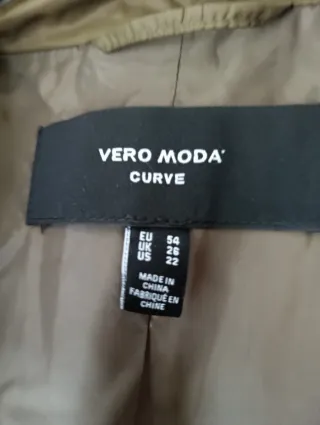 VERO MODA
CURVE
EU 54
UK 26
US 22
MADE IN
CHINA
FABRIQUÉ EN
CHINE